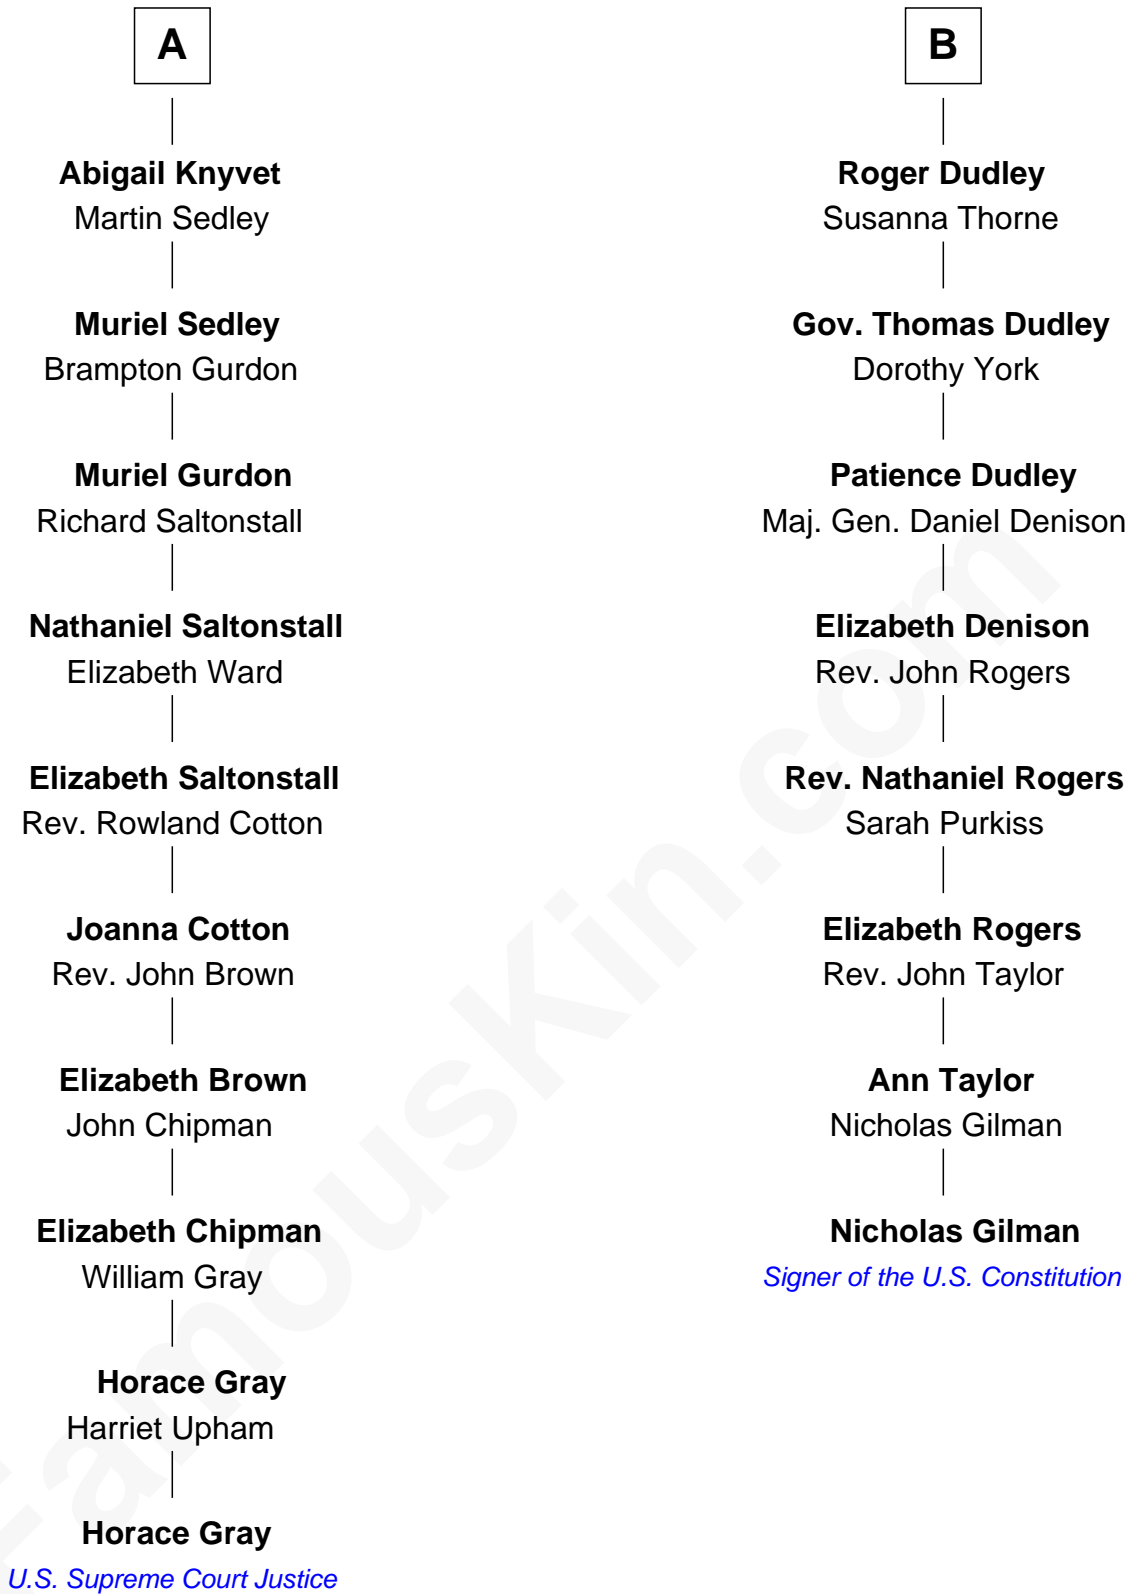 A
Abigail Knyvet
Martin Sedley
Muriel Sedley
Brampton Gurdon
Muriel Gurdon
Richard Saltonstall
Nathaniel Saltonstall
Elizabeth Ward
Elizabeth Saltonstall
Rev. Rowland Cotton
Joanna Cotton
Rev. John Brown
Elizabeth Brown
John Chipman
Elizabeth Chipman
William Gray
Horace Gray
Harriet Upham
Horace Gray
U.S. Supreme Court Justice
B
Roger Dudley
Susanna Thorne
Gov. Thomas Dudley
Dorothy York
Patience Dudley
Maj. Gen. Daniel Denison
Elizabeth Denison
Rev. John Rogers
Rev. Nathaniel Rogers
Sarah Purkiss
Elizabeth Rogers
Rev. John Taylor
Ann Taylor
Nicholas Gilman
Nicholas Gilman
Signer of the U.S. Constitution
FamousKin.com